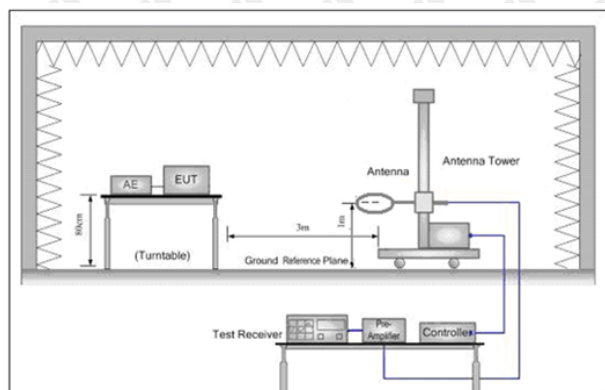 Antenna
Antenna Tower
AE
EUT
80cm
(Turntable)
3m
1m
Ground Reference Plane
Test Receiver
Pre-
Amplifier
Controller